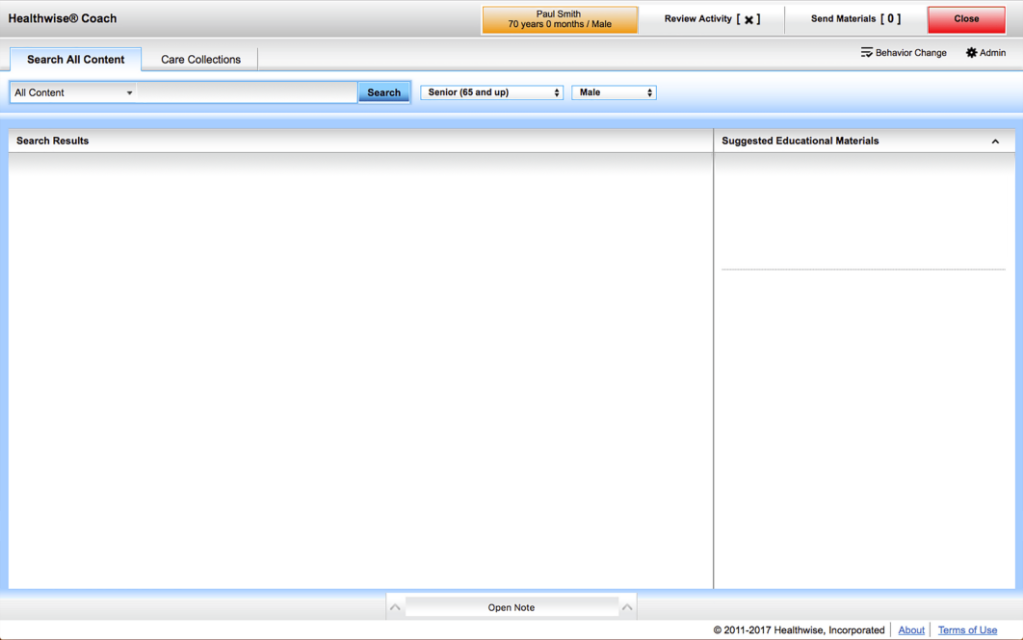 Healthwise® Coach
Paul Smith
70 years 0 months / Male
Review Activity [ x ]
Send Materials [ 0 ]
Close
Search All Content
Care Collections
Behavior Change
Admin
All Content
Search
Senior (65 and up)
Male
Search Results
Suggested Educational Materials
Open Note
© 2011-2017 Healthwise, Incorporated
About
Terms of Use